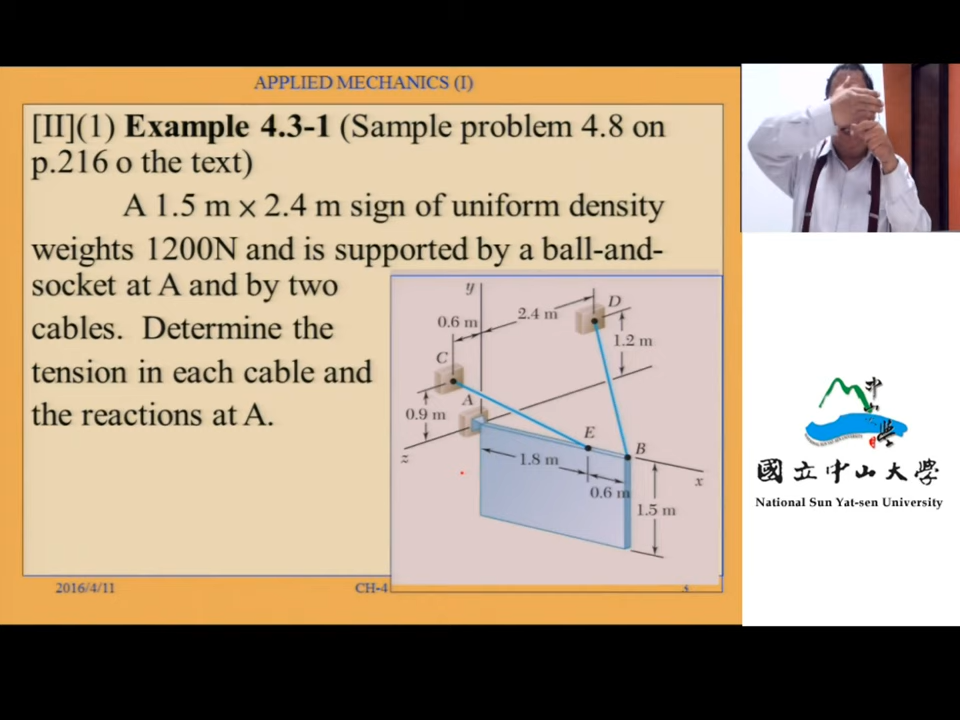 APPLIED MECHANICS (I)
[II](1) Example 4.3-1 (Sample problem 4.8 on
p.216 o the text)
A 1.5 m × 2.4 m sign of uniform density
weights 1200N and is supported by a ball-and-
socket at A and by two
cables. Determine the
tension in each cable and
the reactions at A.
y
D
2.4 m
0.6 m
1.2 m
C
A
0.9 m
E
B
z
1.8 m
x
0.6 m
1.5 m
2016/4/11
CH-4
國立中山大學
National Sun Yat-sen University